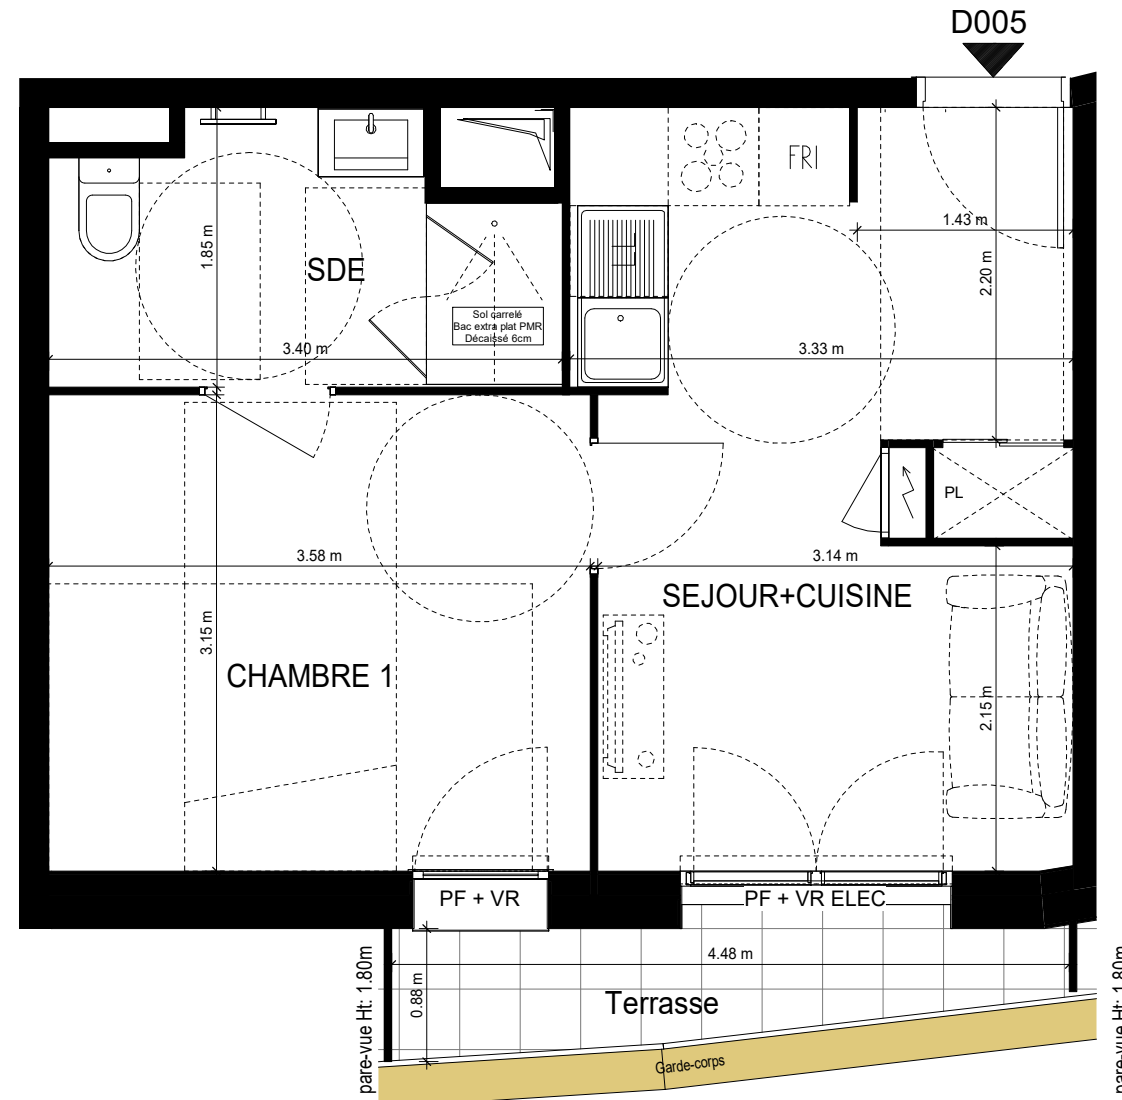 D005
FRI
1.43 m
1.85 m
2.20 m
SDE
Sol carrelé
Bac extra plat PMR
Décaissé 6cm
3.40 m
3.33 m
LL
PL
3.58 m
3.14 m
SEJOUR+CUISINE
3.15 m
CHAMBRE 1
2.15 m
PF + VR
PF + VR ELEC
4.48 m
0.88 m
Terrasse
pare-vue Ht: 1.80m
pare-vue Ht: 1.80m
Garde-corps